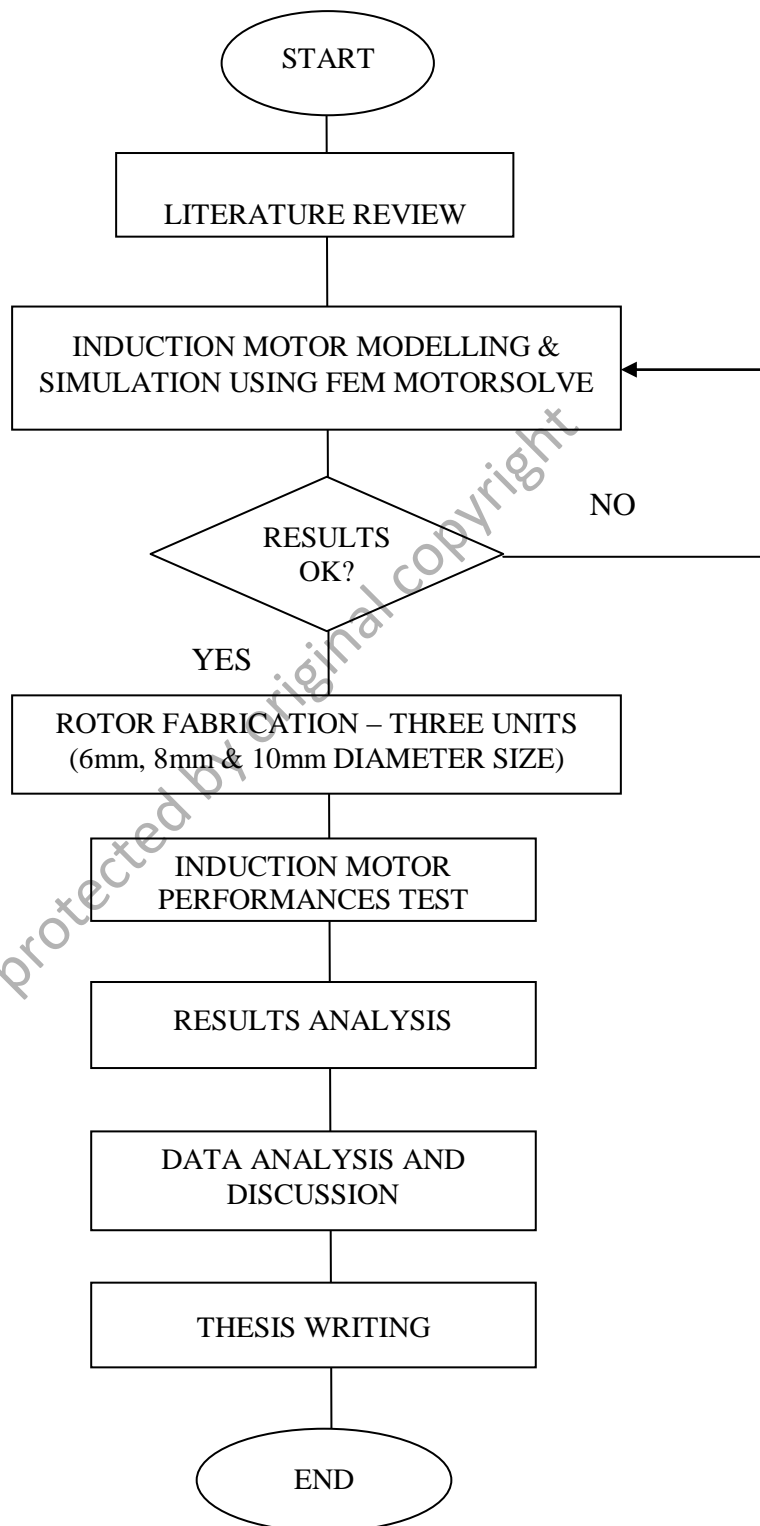 START
LITERATURE REVIEW
INDUCTION MOTOR MODELLING &
SIMULATION USING FEM MOTORSOLVE
RESULTS
OK?
NO
YES
ROTOR FABRICATION – THREE UNITS
(6mm, 8mm & 10mm DIAMETER SIZE)
INDUCTION MOTOR
PERFORMANCES TEST
RESULTS ANALYSIS
DATA ANALYSIS AND
DISCUSSION
THESIS WRITING
END
protected by original copyright